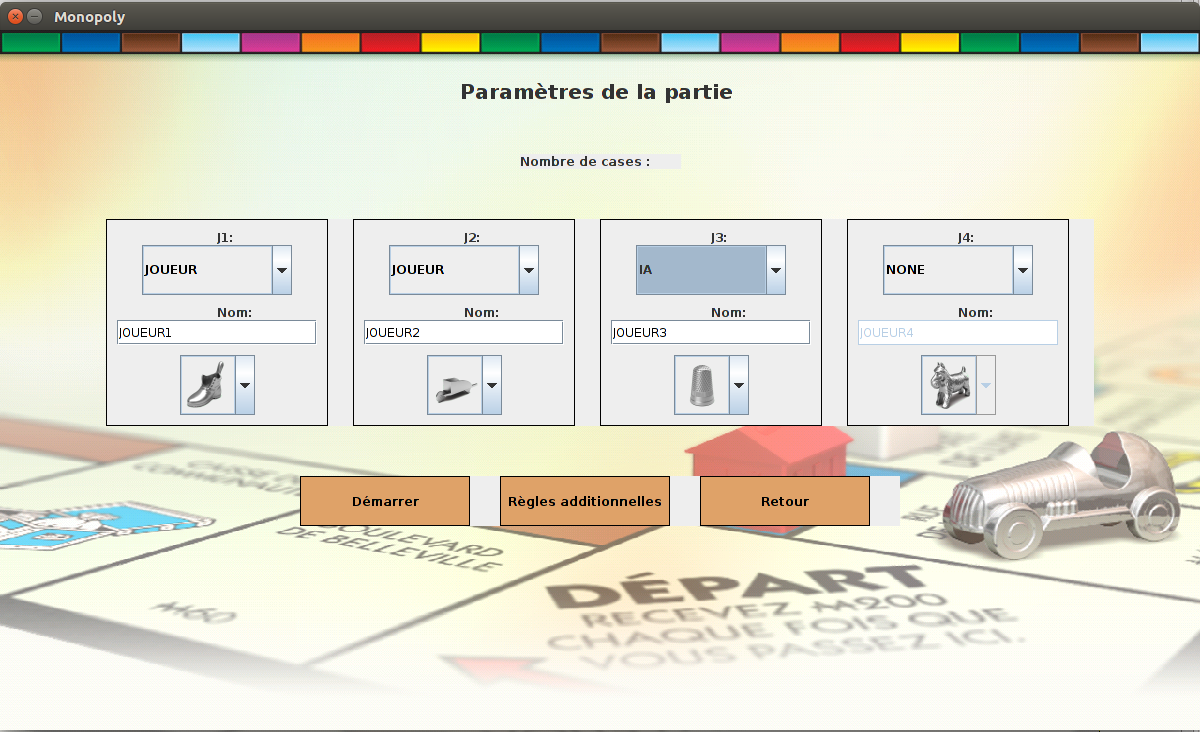 Monopoly
Paramètres de la partie
Nombre de cases :
J1:
JOUEUR
Nom:
JOUEUR1
J2:
JOUEUR
Nom:
JOUEUR2
J3:
IA
Nom:
JOUEUR3
J4:
NONE
Nom:
JOUEUR4
Démarrer
Règles additionnelles
Retour
CAISSE DE
COMMUNAUTÉ
BOULEVARD
DE BELLEVILLE
M60
DÉPART
RECEVEZ M200
CHAQUE FOIS QUE
VOUS PASSEZ ICI.